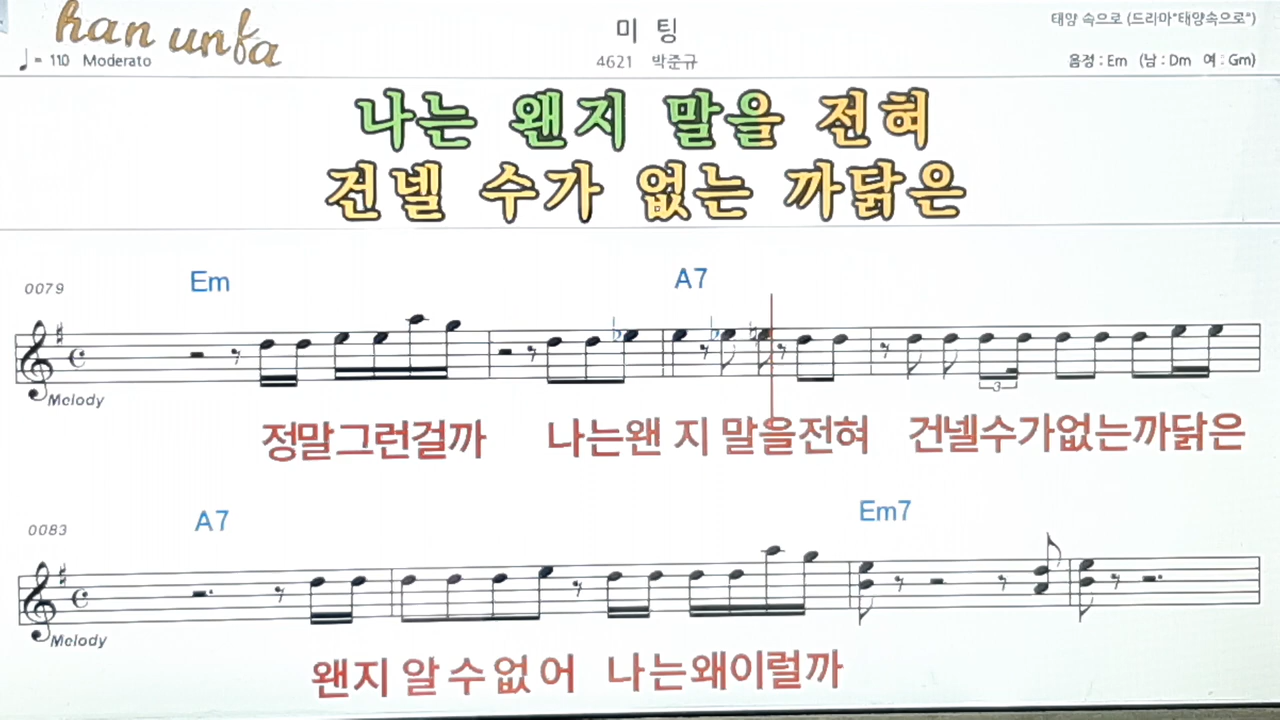 han unfa
태양 속으로 (드리마"태양속으로")
미 팅
♩ = 110 Moderato
4621 박준규
음정 : Em (남 : Dm 여 : Gm)
나는 왠지 말을 전혀
건넬 수가 없는 까닭은
0079
Em A7
3
Melody
정말그런걸까 나는왠 지 말을전혀 건넬수가없는까닭은
0083
A7 Em7
Melody
왠지 알 수 없 어 나는왜이럴까